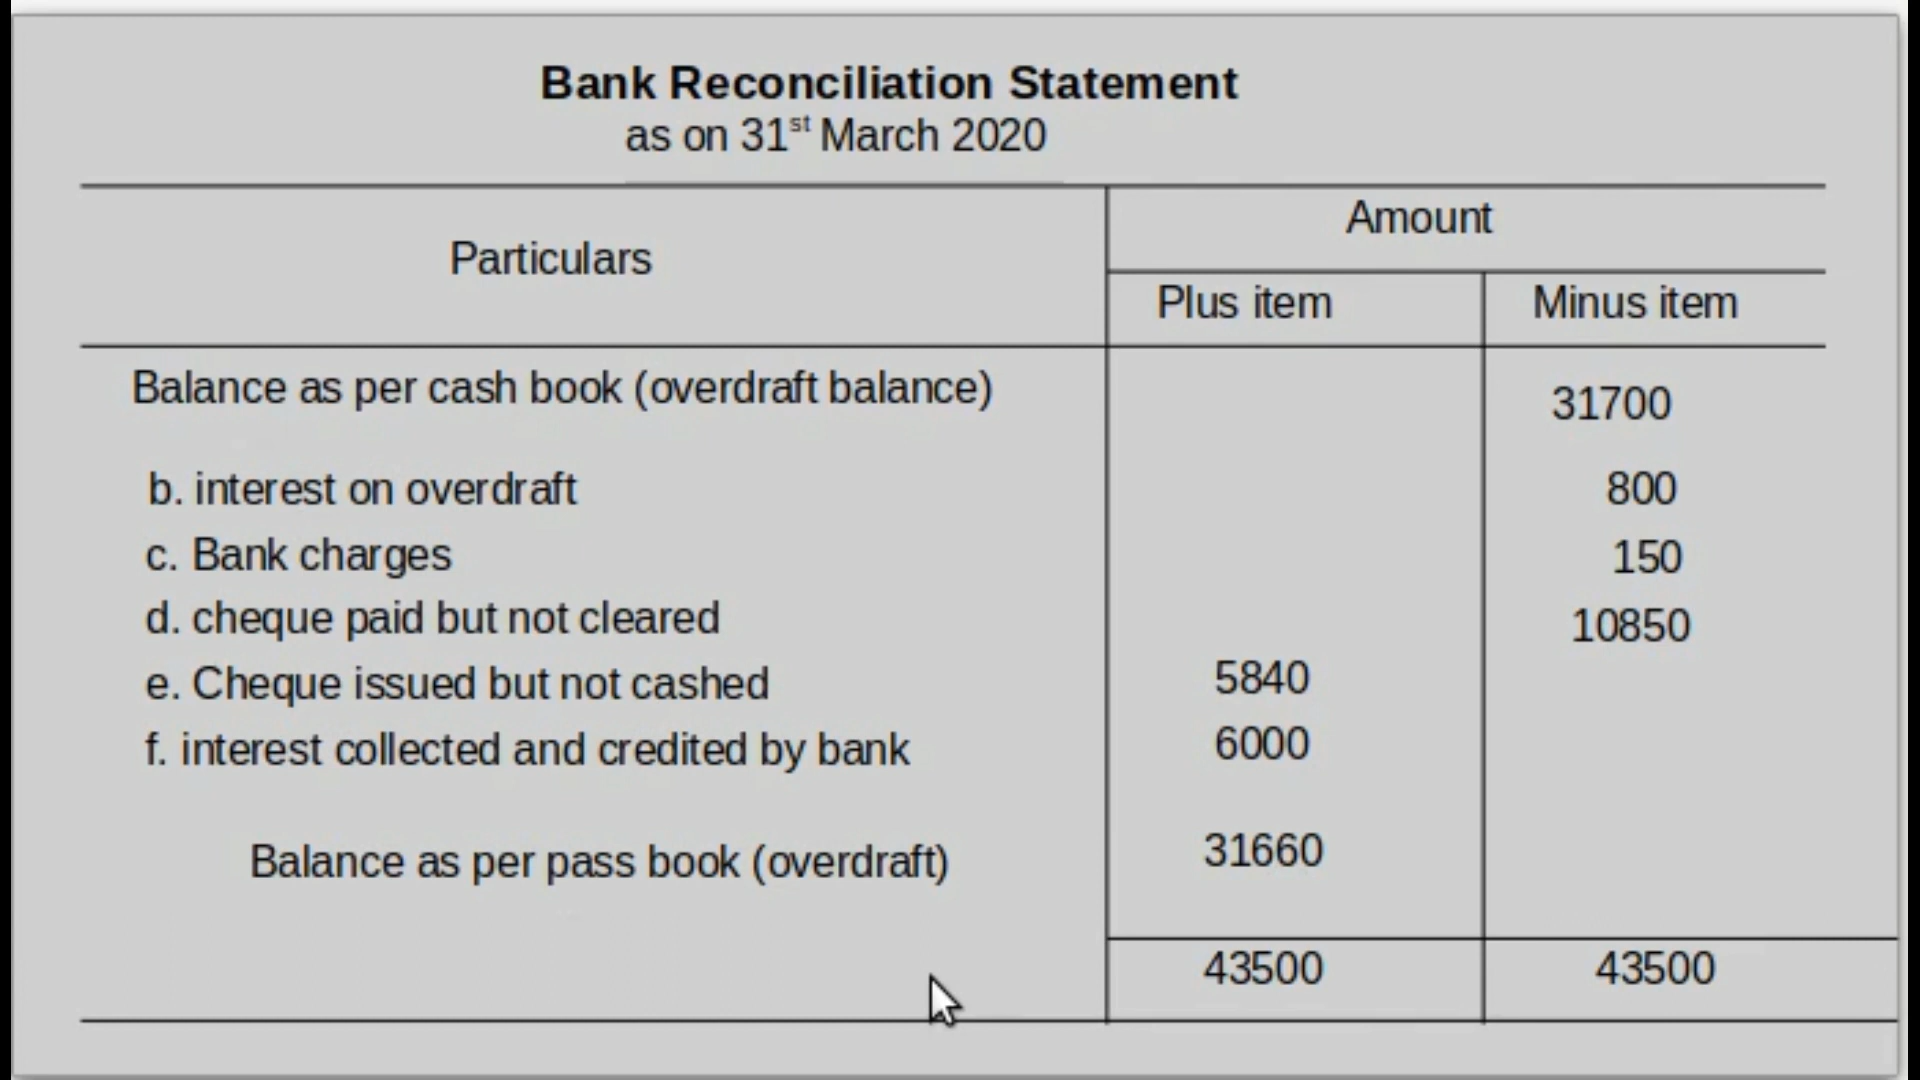 Bank Reconciliation Statement
as on 31st March 2020
Particulars
Amount
Plus item Minus item
Balance as per cash book (overdraft balance) 31700
b. interest on overdraft 800
c. Bank charges 150
d. cheque paid but not cleared 10850
e. Cheque issued but not cashed 5840
f. interest collected and credited by bank 6000
Balance as per pass book (overdraft) 31660
43500 43500